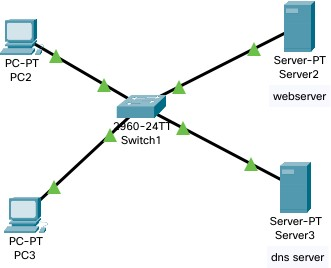 PC-PT
PC2
Server-PT
Server2
webserver
2960-24TT
Switch1
PC-PT
PC3
Server-PT
Server3
dns server